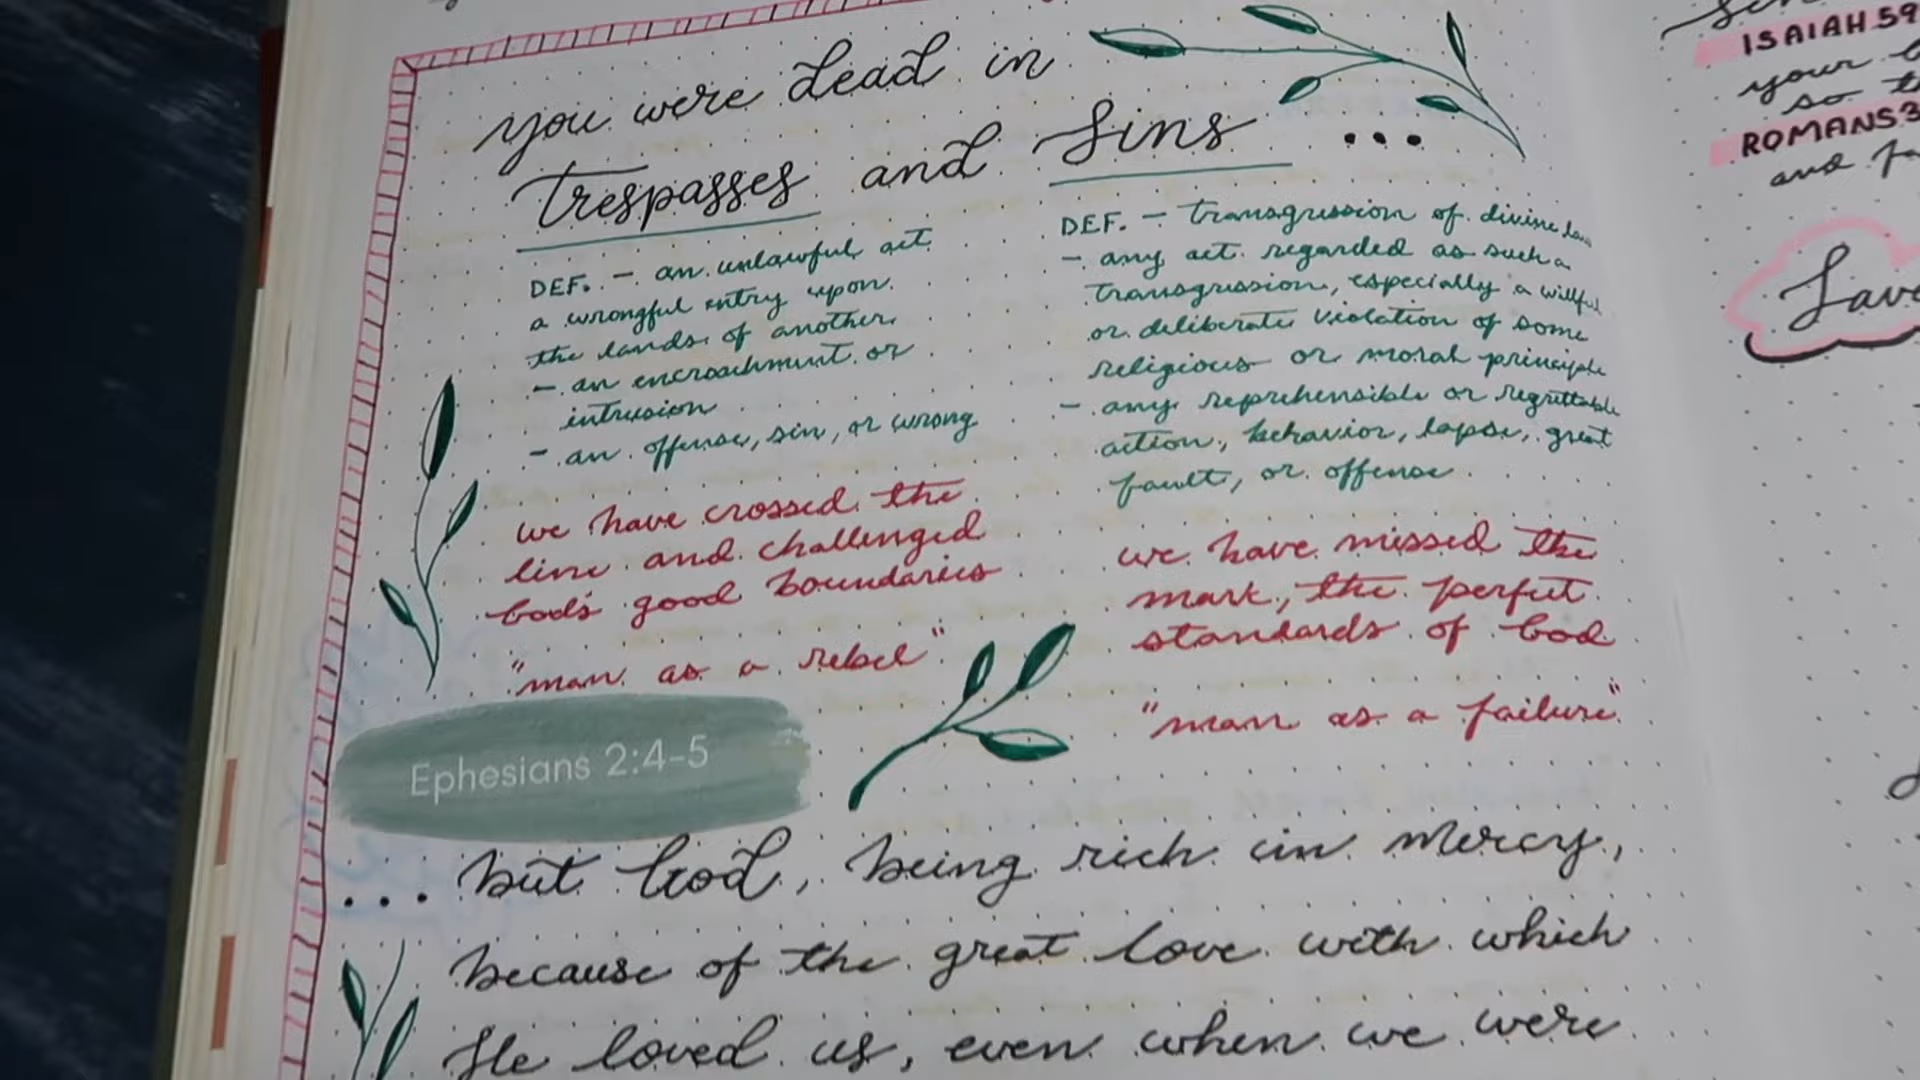 you were dead in
trespasses and sins ...
DEF. - an unlawful act
a wrongful entry upon
the lands of another
- an encroachment or
intrusion
- an offense, sin, or wrong
we have crossed the
line and challenged
God's good boundaries
"man as a rebel"
DEF. - transgression of divine law
- any act regarded as such a
transgression, especially a willful
or deliberate violation of some
religious or moral principle
- any reprehensible or regrettable
action, behavior, lapse, great
fault, or offense
we have missed the
mark, the perfect
standards of God
"man as a failure"
Ephesians 2:4-5
... but God, being rich in mercy,
because of the great love with which
He loved us, even when we were
ISAIAH 59
your
so
ROMANS 3
and